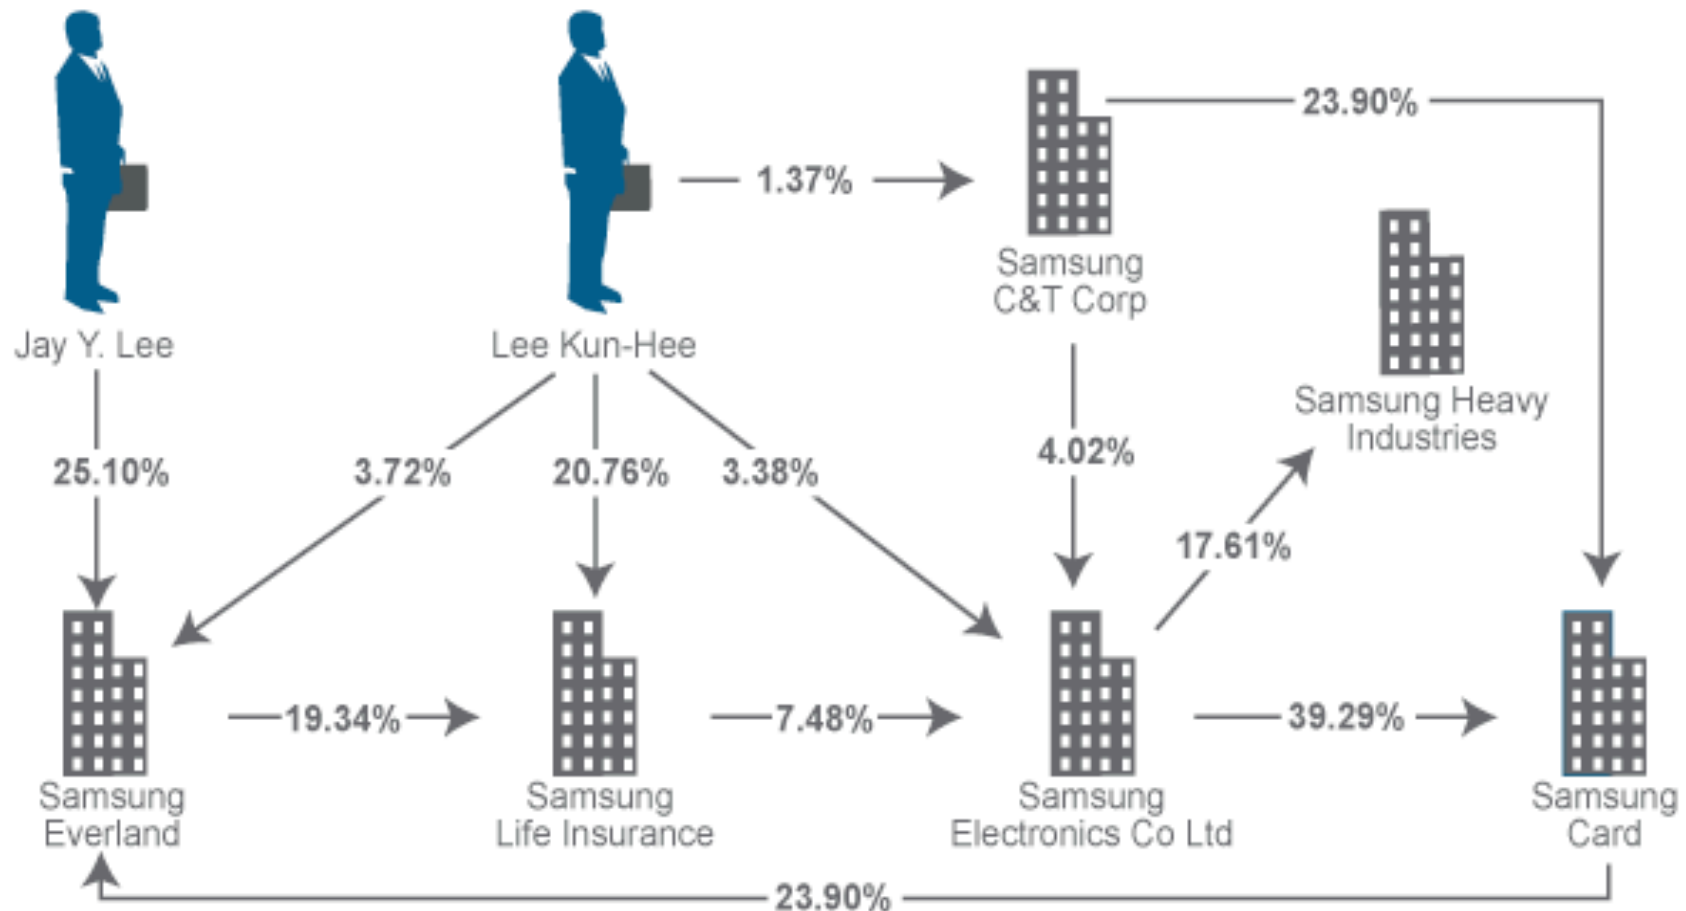 23.90%
1.37%
Samsung
C&T Corp
Jay Y. Lee
Lee Kun-Hee
Samsung Heavy
Industries
4.02%
25.10%
3.72%
20.76%
3.38%
17.61%
19.34%
7.48%
39.29%
Samsung
Everland
Samsung
Life Insurance
Samsung
Electronics Co Ltd
Samsung
Card
23.90%